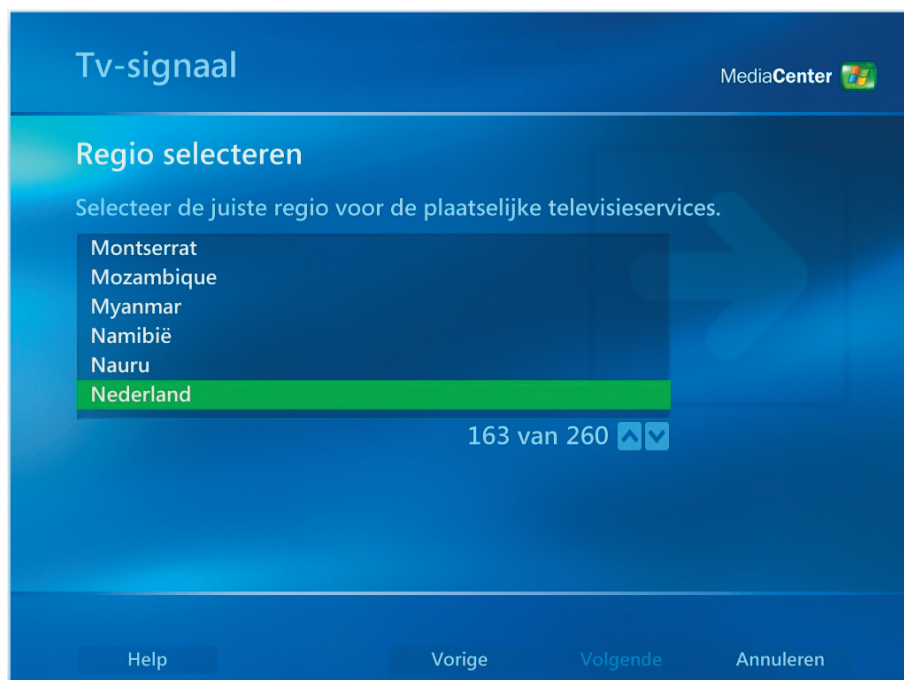 Tv-signaal
MediaCenter
Regio selecteren
Selecteer de juiste regio voor de plaatselijke televisieservices.
Montserrat
Mozambique
Myanmar
Namibië
Nauru
Nederland
163 van 260
Help Vorige Volgende Annuleren